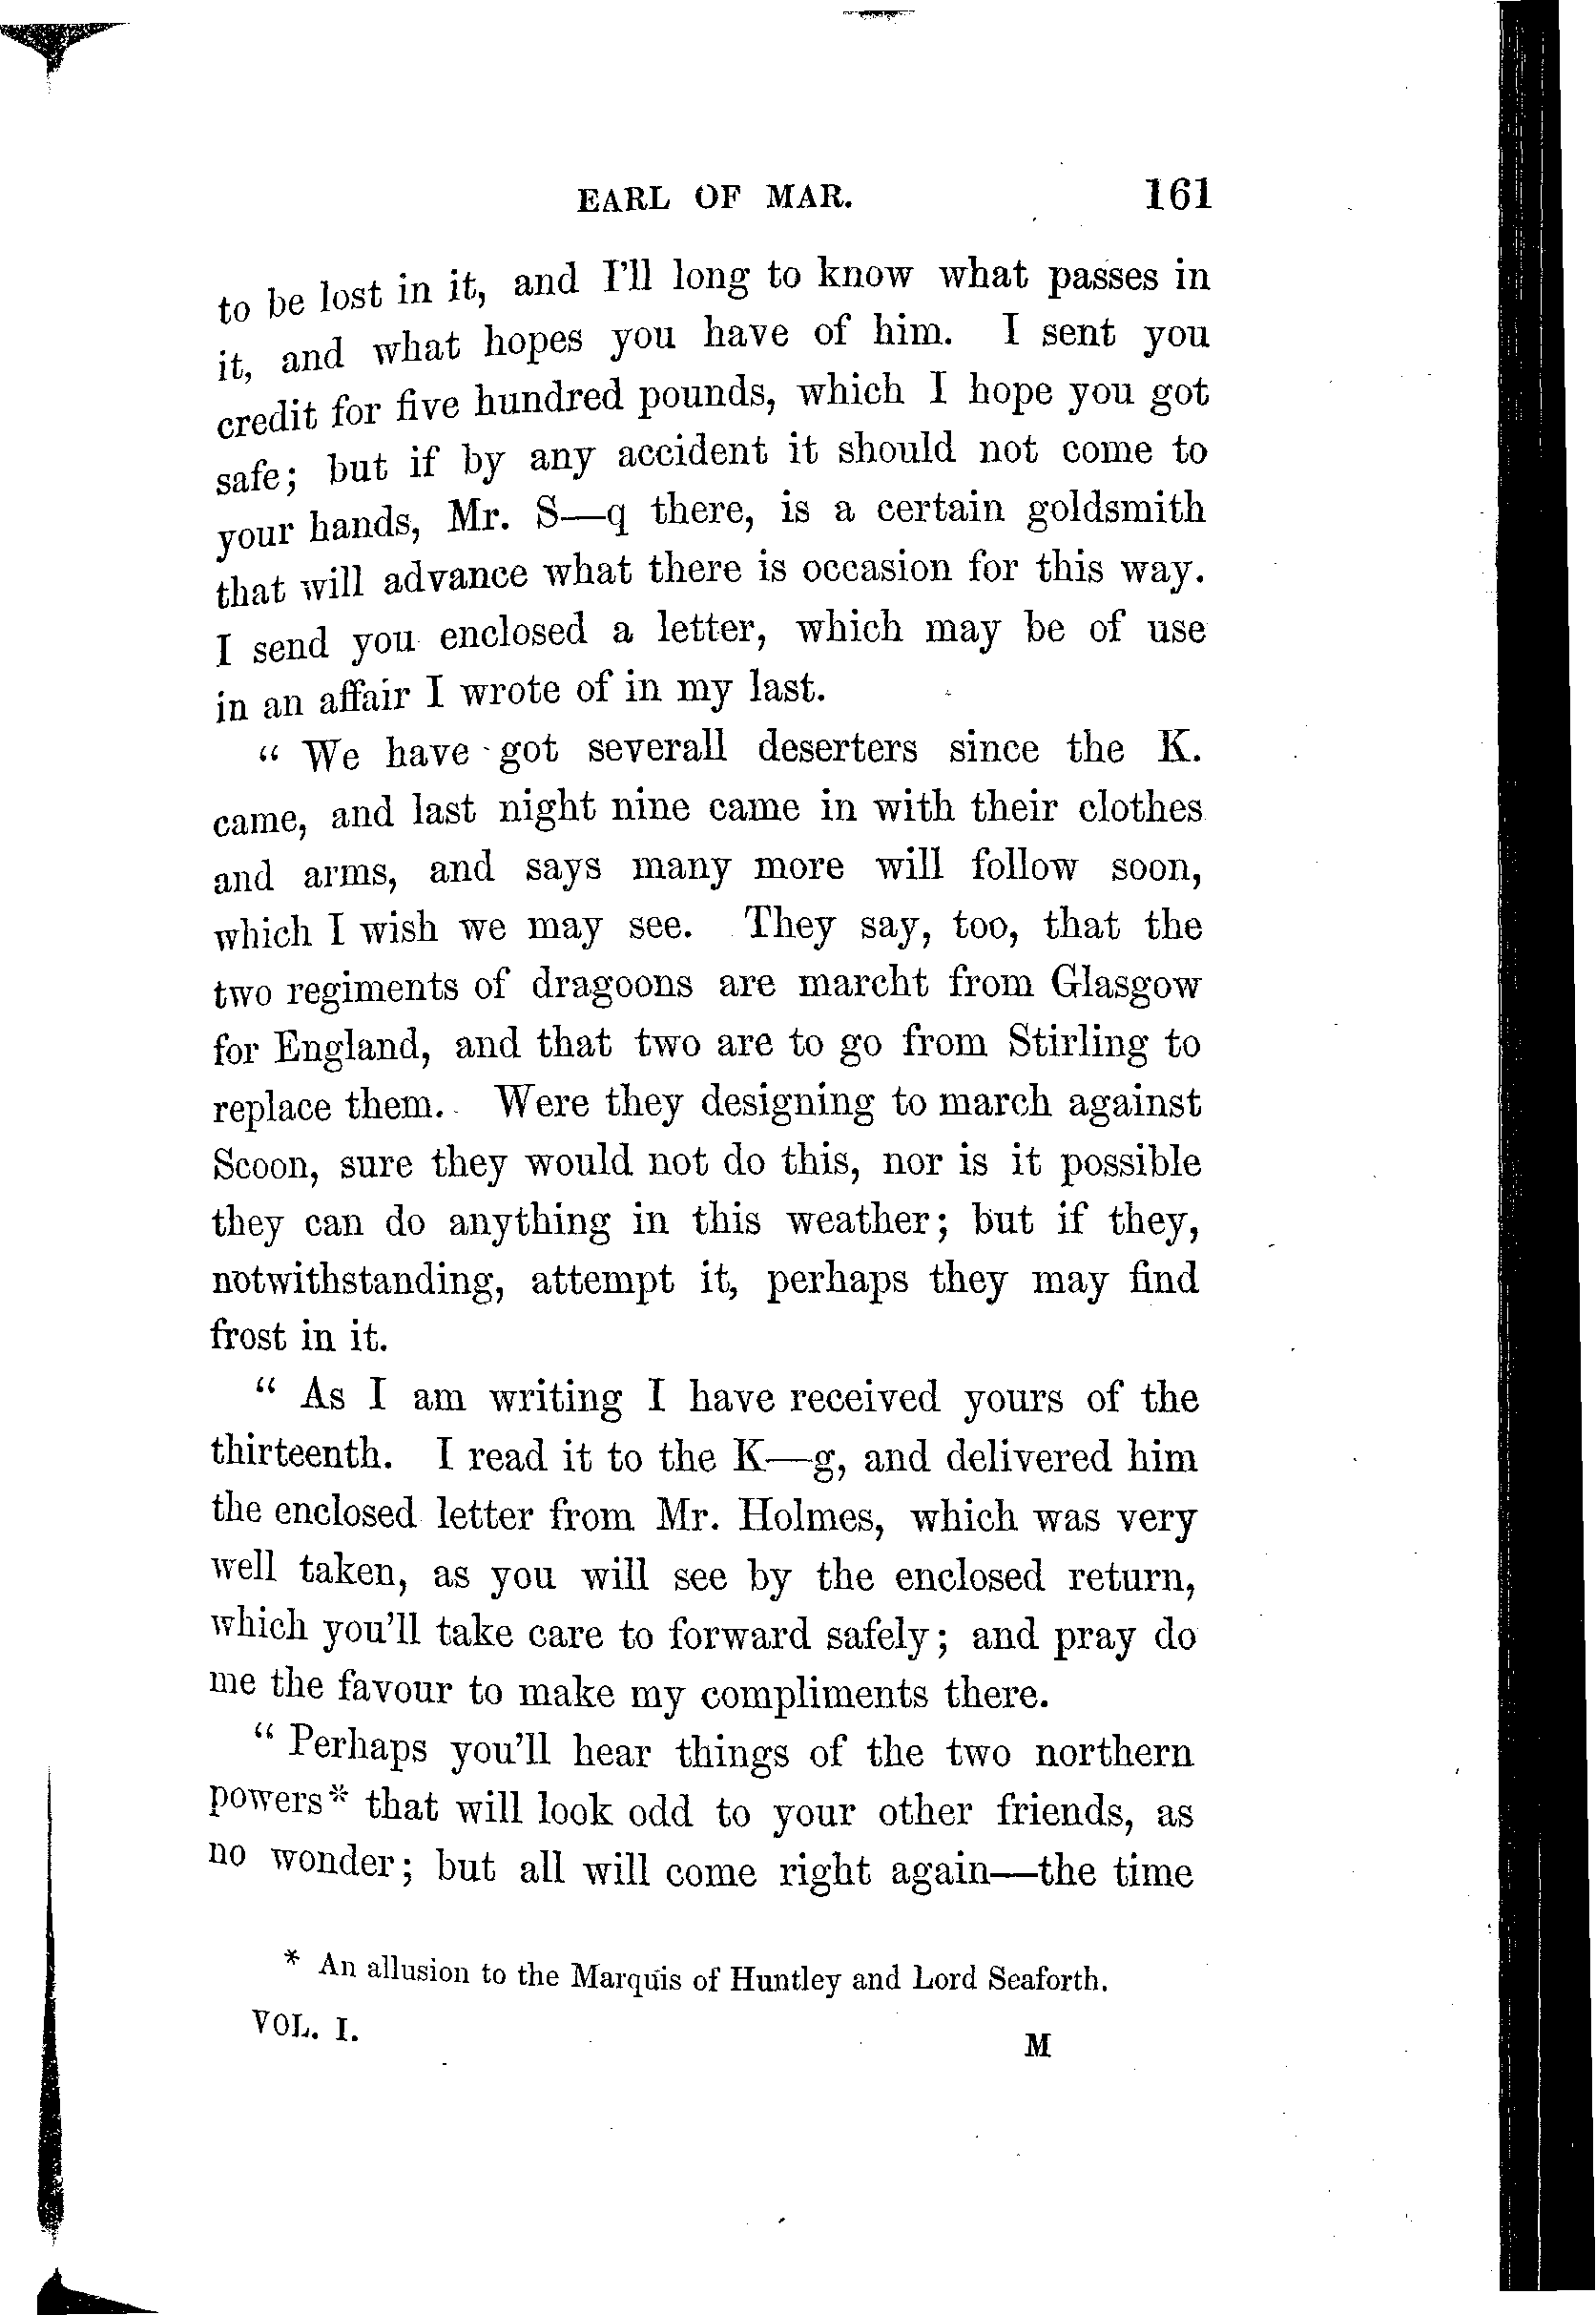 EARL OF MAR. 161
to be lost in it, and I'll long to know what passes in
it, and what hopes you have of him. I sent you
credit for five hundred pounds, which I hope you got
safe; but if by any accident it should not come to
your hands, Mr. S—q there, is a certain goldsmith
that will advance what there is occasion for this way.
I send you enclosed a letter, which may be of use
in an affair I wrote of in my last.
“ We have got severall deserters since the K.
came, and last night nine came in with their clothes
and arms, and says many more will follow soon,
which I wish we may see. They say, too, that the
two regiments of dragoons are marcht from Glasgow
for England, and that two are to go from Stirling to
replace them. Were they designing to march against
Scoon, sure they would not do this, nor is it possible
they can do anything in this weather; but if they,
notwithstanding, attempt it, perhaps they may find
frost in it.
“ As I am writing I have received yours of the
thirteenth. I read it to the K—g, and delivered him
the enclosed letter from Mr. Holmes, which was very
well taken, as you will see by the enclosed return,
which you'll take care to forward safely; and pray do
me the favour to make my compliments there.
“ Perhaps you'll hear things of the two northern
powers* that will look odd to your other friends, as
no wonder; but all will come right again—the time
* An allusion to the Marquis of Huntley and Lord Seaforth.
VOL. I. M